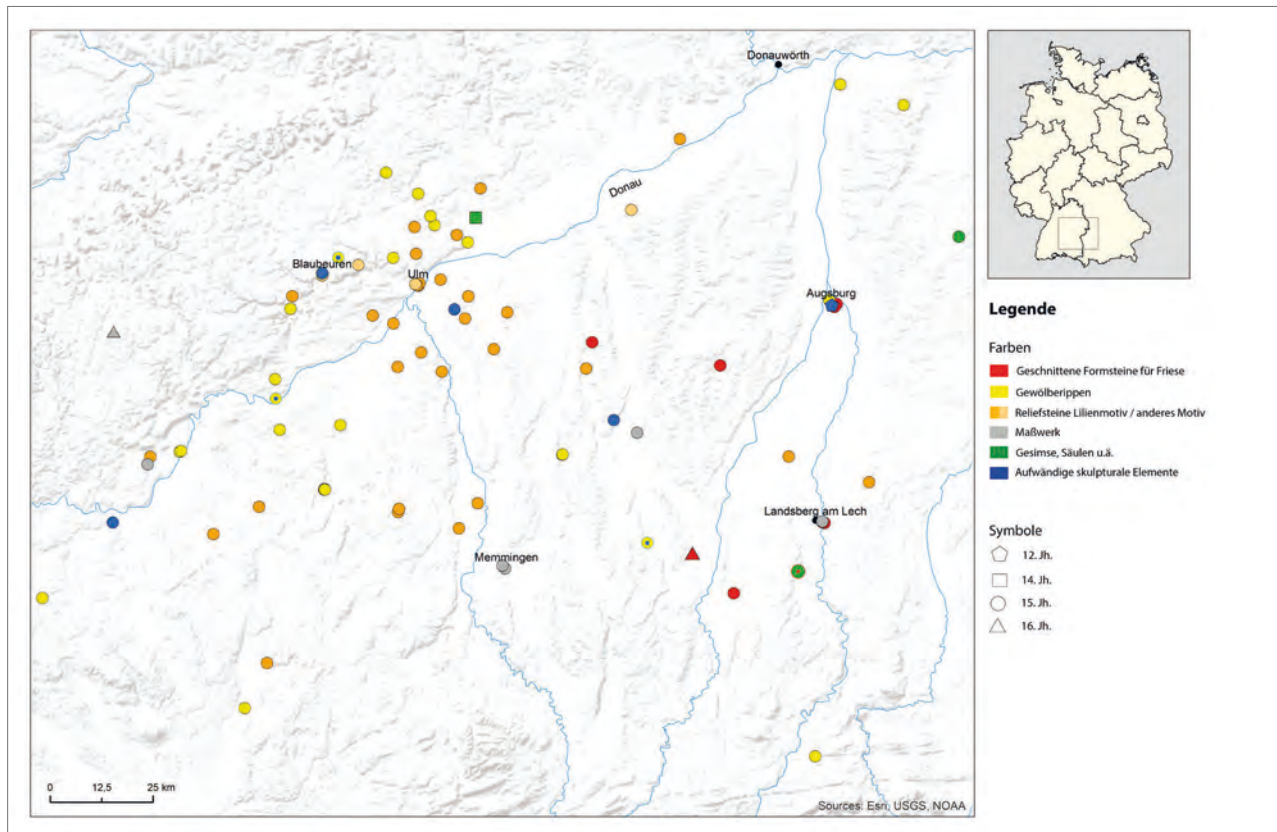 Donauwörth
Donau
Blaubeuren
Ulm
Augsburg
Landsberg am Lech
Memmingen
0 12,5 25 km
Sources: Esri, USGS, NOAA
Legende
Farben
Geschnittene Formsteine für Friese
Gewölberippen
Reliefsteine Lilienmotiv / anderes Motiv
Maßwerk
Gesimse, Säulen u.ä.
Aufwändige skulpturale Elemente
Symbole
12. Jh.
14. Jh.
15. Jh.
16. Jh.